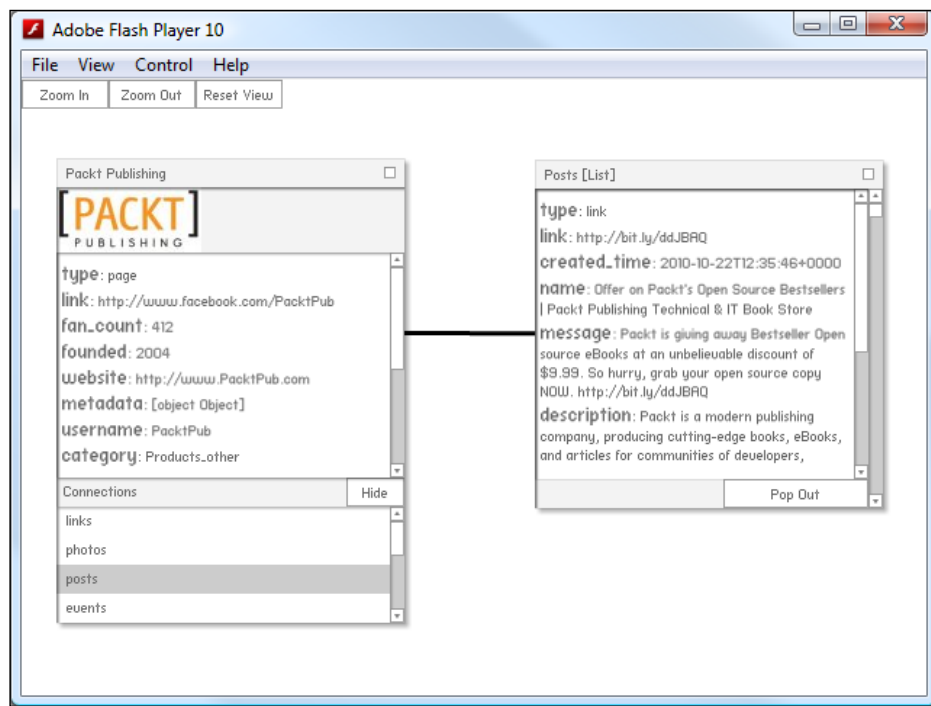 Adobe Flash Player 10
File View Control Help
Zoom In Zoom Out Reset View
Packt Publishing
[PACKT]
PUBLISHING
type: page
link: http://www.facebook.com/PacktPub
fan_count: 412
founded: 2004
website: http://www.PacktPub.com
metadata: [object Object]
username: PacktPub
category: Products_other
Connections Hide
links
photos
posts
events
Posts [List]
type: link
link: http://bit.ly/ddJBAQ
created_time: 2010-10-22T12:35:46+0000
name: Offer on Packt's Open Source Bestsellers
| Packt Publishing Technical & IT Book Store
message: Packt is giving away Bestseller Open
source eBooks at an unbelievable discount of
$9.99. So hurry, grab your open source copy
NOW. http://bit.ly/ddJBAQ
description: Packt is a modern publishing
company, producing cutting-edge books, eBooks,
and articles for communities of developers,
Pop Out